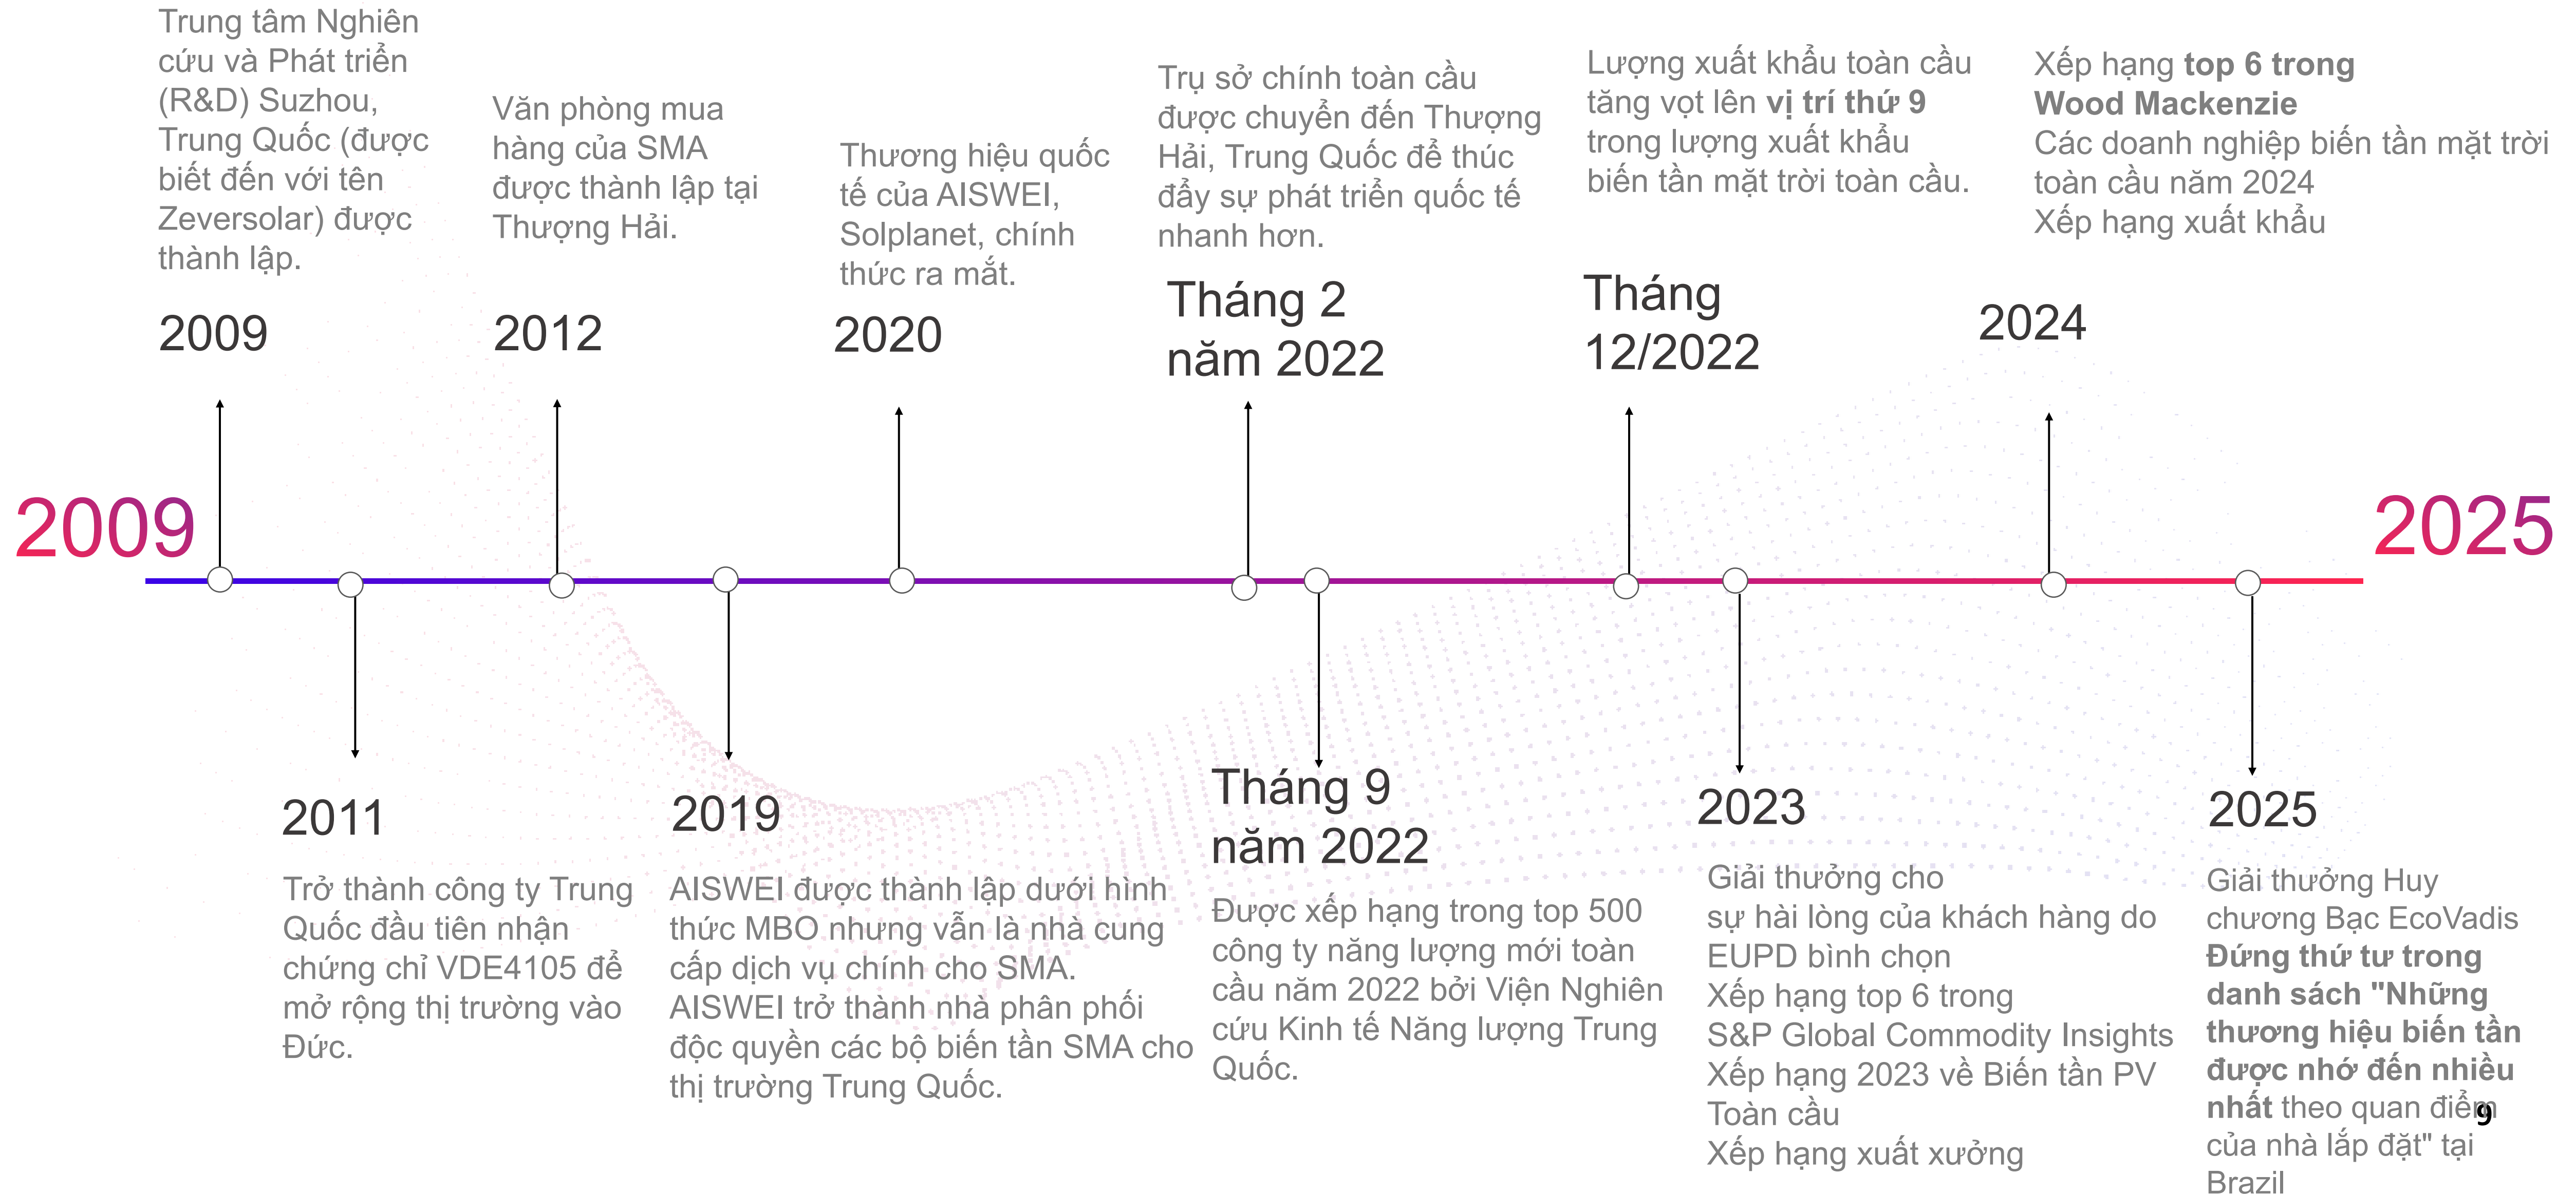 Trung tâm Nghiên
cứu và Phát triển
(R&D) Suzhou,
Trung Quốc (được
biết đến với tên
Zeversolar) được
thành lập.
2009
Văn phòng mua
hàng của SMA
được thành lập tại
Thượng Hải.
2012
Thương hiệu quốc
tế của AISWEI,
Solplanet, chính
thức ra mắt.
2020
Trụ sở chính toàn cầu
được chuyển đến Thượng
Hải, Trung Quốc để thúc
đẩy sự phát triển quốc tế
nhanh hơn.
Tháng 2
năm 2022
Lượng xuất khẩu toàn cầu
tăng vọt lên vị trí thứ 9
trong lượng xuất khẩu
biến tần mặt trời toàn cầu.
Tháng
12/2022
Xếp hạng top 6 trong
Wood Mackenzie
Các doanh nghiệp biến tần mặt trời
toàn cầu năm 2024
Xếp hạng xuất khẩu
2024
2009
2025
2011
Trở thành công ty Trung
Quốc đầu tiên nhận
chứng chỉ VDE4105 để
mở rộng thị trường vào
Đức.
2019
AISWEI được thành lập dưới hình
thức MBO nhưng vẫn là nhà cung
cấp dịch vụ chính cho SMA.
AISWEI trở thành nhà phân phối
độc quyền các bộ biến tần SMA cho
thị trường Trung Quốc.
Tháng 9
năm 2022
Được xếp hạng trong top 500
công ty năng lượng mới toàn
cầu năm 2022 bởi Viện Nghiên
cứu Kinh tế Năng lượng Trung
Quốc.
2023
Giải thưởng cho
sự hài lòng của khách hàng do
EUPD bình chọn
Xếp hạng top 6 trong
S&P Global Commodity Insights
Xếp hạng 2023 về Biến tần PV
Toàn cầu
Xếp hạng xuất xưởng
2025
Giải thưởng Huy
chương Bạc EcoVadis
Đứng thứ tư trong
danh sách "Những
thương hiệu biến tần
được nhớ đến nhiều
nhất theo quan điểm
của nhà lắp đặt" tại
Brazil
9